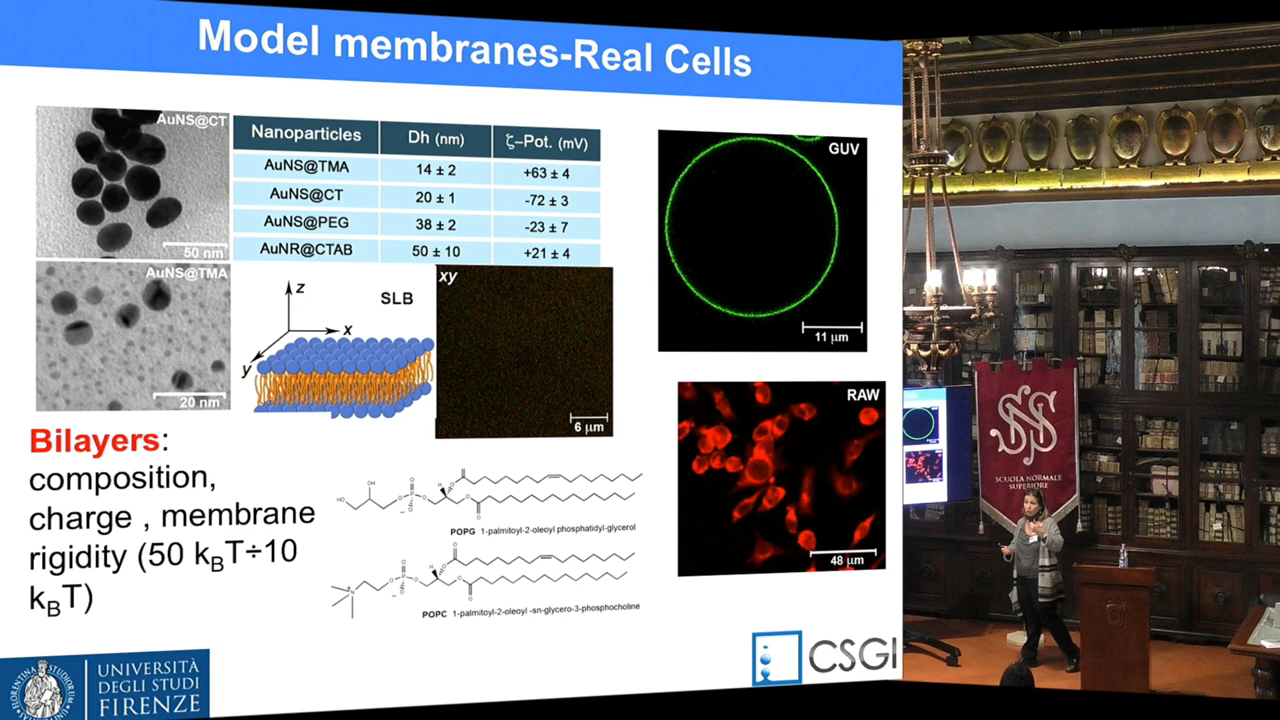 Model membranes-Real Cells
AuNS@CT
50 nm
AuNS@TMA
20 nm
Nanoparticles Dh (nm) ζ–Pot. (mV)
AuNS@TMA 14 ± 2 +63 ± 4
AuNS@CT 20 ± 1 -72 ± 3
AuNS@PEG 38 ± 2 -23 ± 7
AuNR@CTAB 50 ± 10 +21 ± 4
z
SLB
x
y
xy
6 μm
GUV
11 μm
RAW
48 μm
Bilayers:
composition,
charge , membrane
rigidity (50 kBT÷10
kBT)
POPG 1-palmitoyl-2-oleoyl phosphatidyl-glycerol
POPC 1-palmitoyl-2-oleoyl -sn-glycero-3-phosphocholine
UNIVERSITÀ
DEGLI STUDI
FIRENZE
CSGI
SNS
SCUOLA NORMALE
SUPERIORE